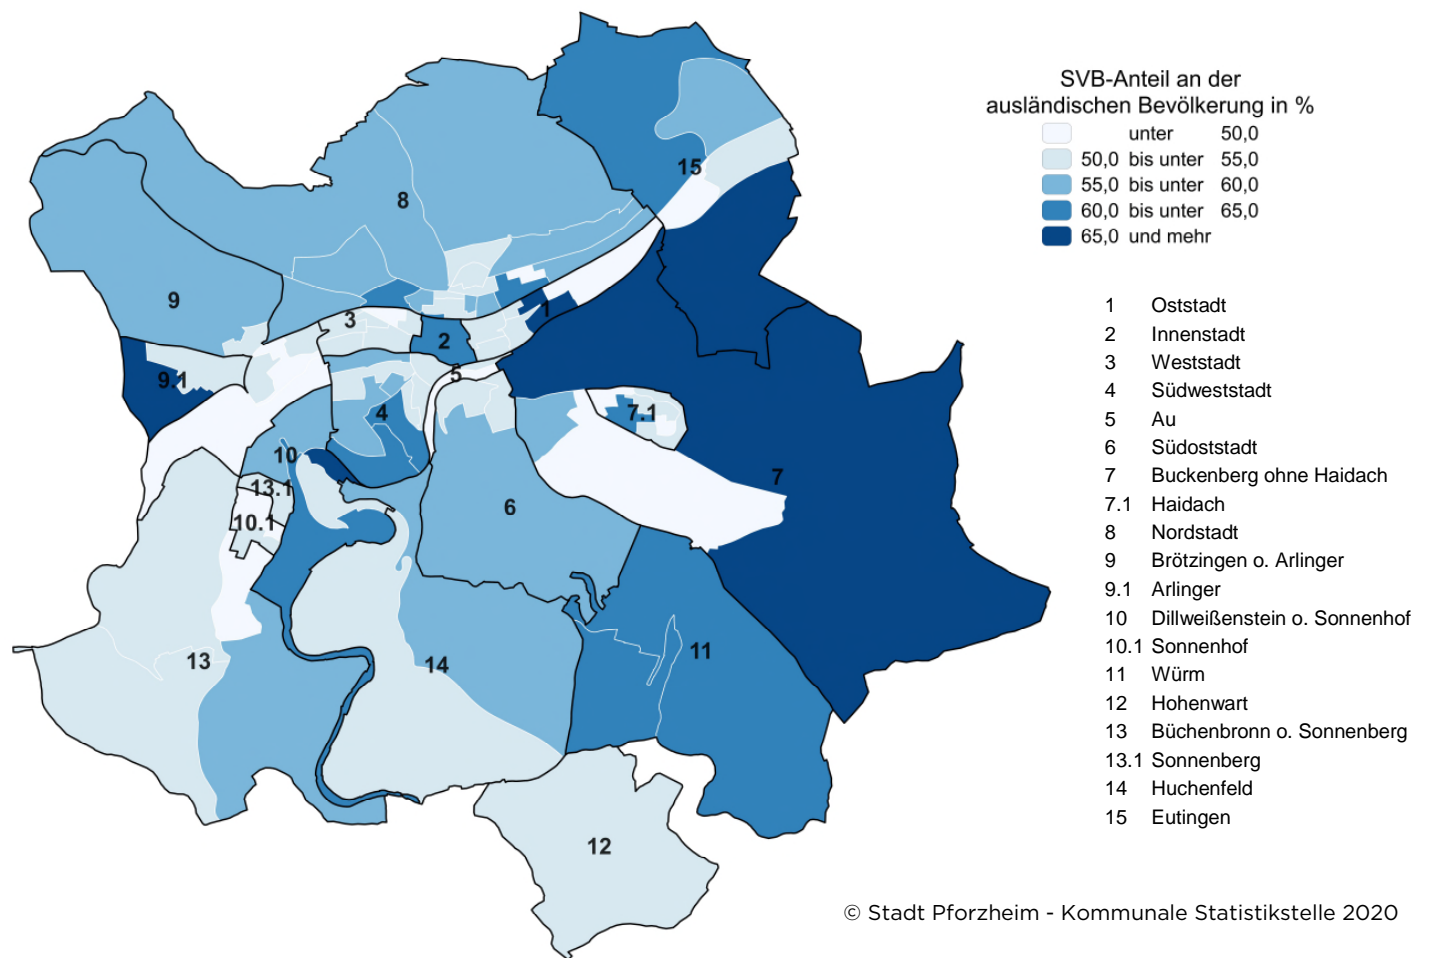 SVB-Anteil an der
ausländischen Bevölkerung in %
unter 50,0
50,0 bis unter 55,0
55,0 bis unter 60,0
60,0 bis unter 65,0
65,0 und mehr
15
8
9
1
3
2
9.1
5
4
7.1
10
7
13.1
6
10.1
11
13
14
12
1 Oststadt
2 Innenstadt
3 Weststadt
4 Südweststadt
5 Au
6 Südoststadt
7 Buckenberg ohne Haidach
7.1 Haidach
8 Nordstadt
9 Brötzingen o. Arlinger
9.1 Arlinger
10 Dillweißenstein o. Sonnenhof
10.1 Sonnenhof
11 Würm
12 Hohenwart
13 Büchenbronn o. Sonnenberg
13.1 Sonnenberg
14 Huchenfeld
15 Eutingen
© Stadt Pforzheim - Kommunale Statistikstelle 2020